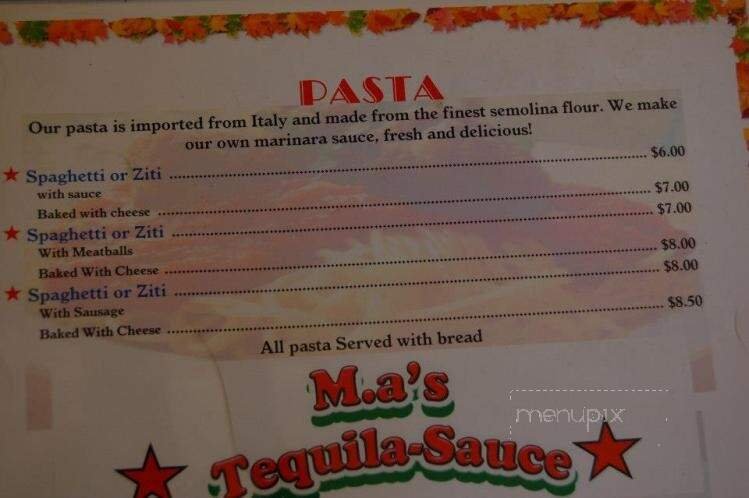 PASTA
Our pasta is imported from Italy and made from the finest semolina flour. We make
our own marinara sauce, fresh and delicious!
Spaghetti or Ziti ........ $6.00
with sauce
Baked with cheese ........ $7.00
Spaghetti or Ziti ........ $7.00
With Meatballs
Baked With Cheese ........ $8.00
Spaghetti or Ziti ........ $8.00
With Sausage
Baked With Cheese ........ $8.50
All pasta Served with bread
M.a's
Tequila-Sauce
menupix